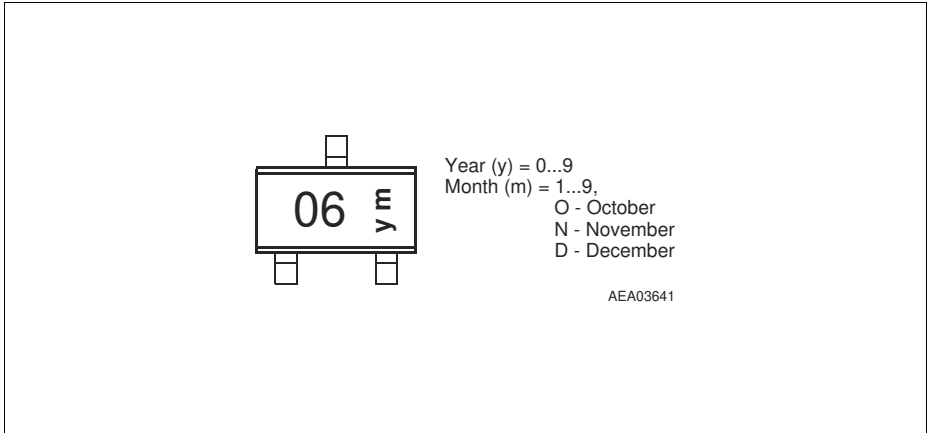 06 y m
Year (y) = 0...9
Month (m) = 1...9,
O - October
N - November
D - December
AEA03641